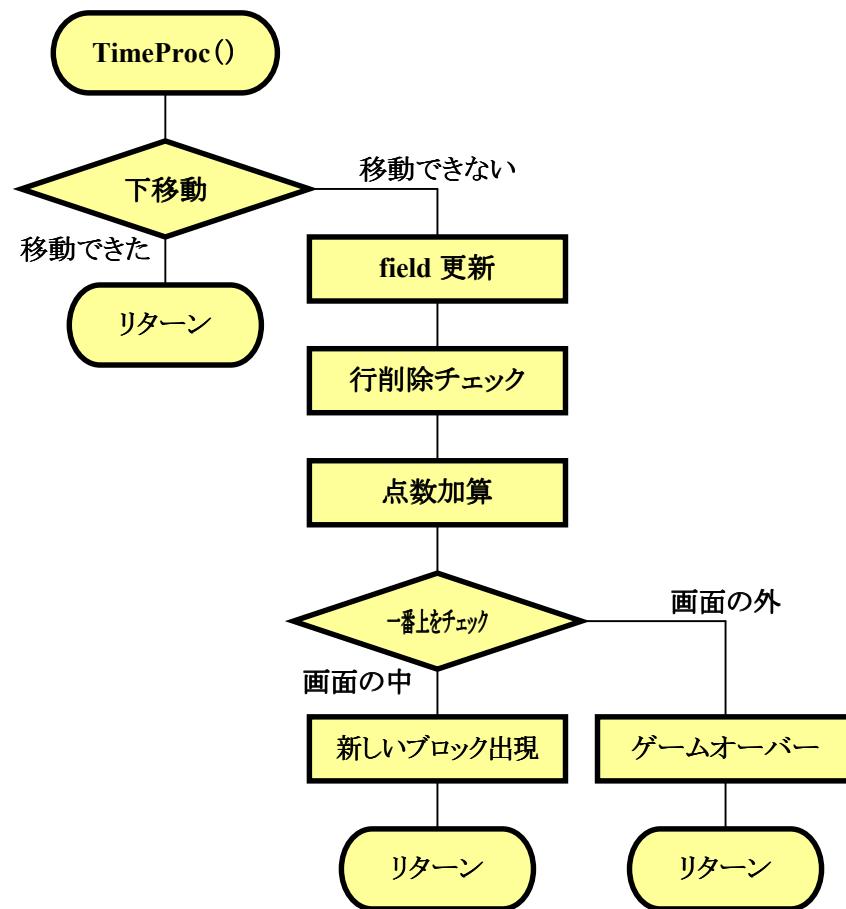 TimeProc()
下移動
移動できない
移動できた
field 更新
リターン
行削除チェック
点数加算
一番上をチェック
画面の外
画面の中
新しいブロック出現
ゲームオーバー
リターン
リターン